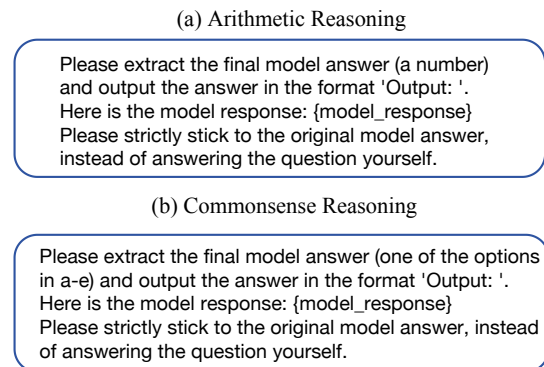 (a) Arithmetic Reasoning
Please extract the final model answer (a number)
and output the answer in the format 'Output: '.
Here is the model response: {model_response}
Please strictly stick to the original model answer,
instead of answering the question yourself.
(b) Commonsense Reasoning
Please extract the final model answer (one of the options
in a-e) and output the answer in the format 'Output: '.
Here is the model response: {model_response}
Please strictly stick to the original model answer, instead
of answering the question yourself.